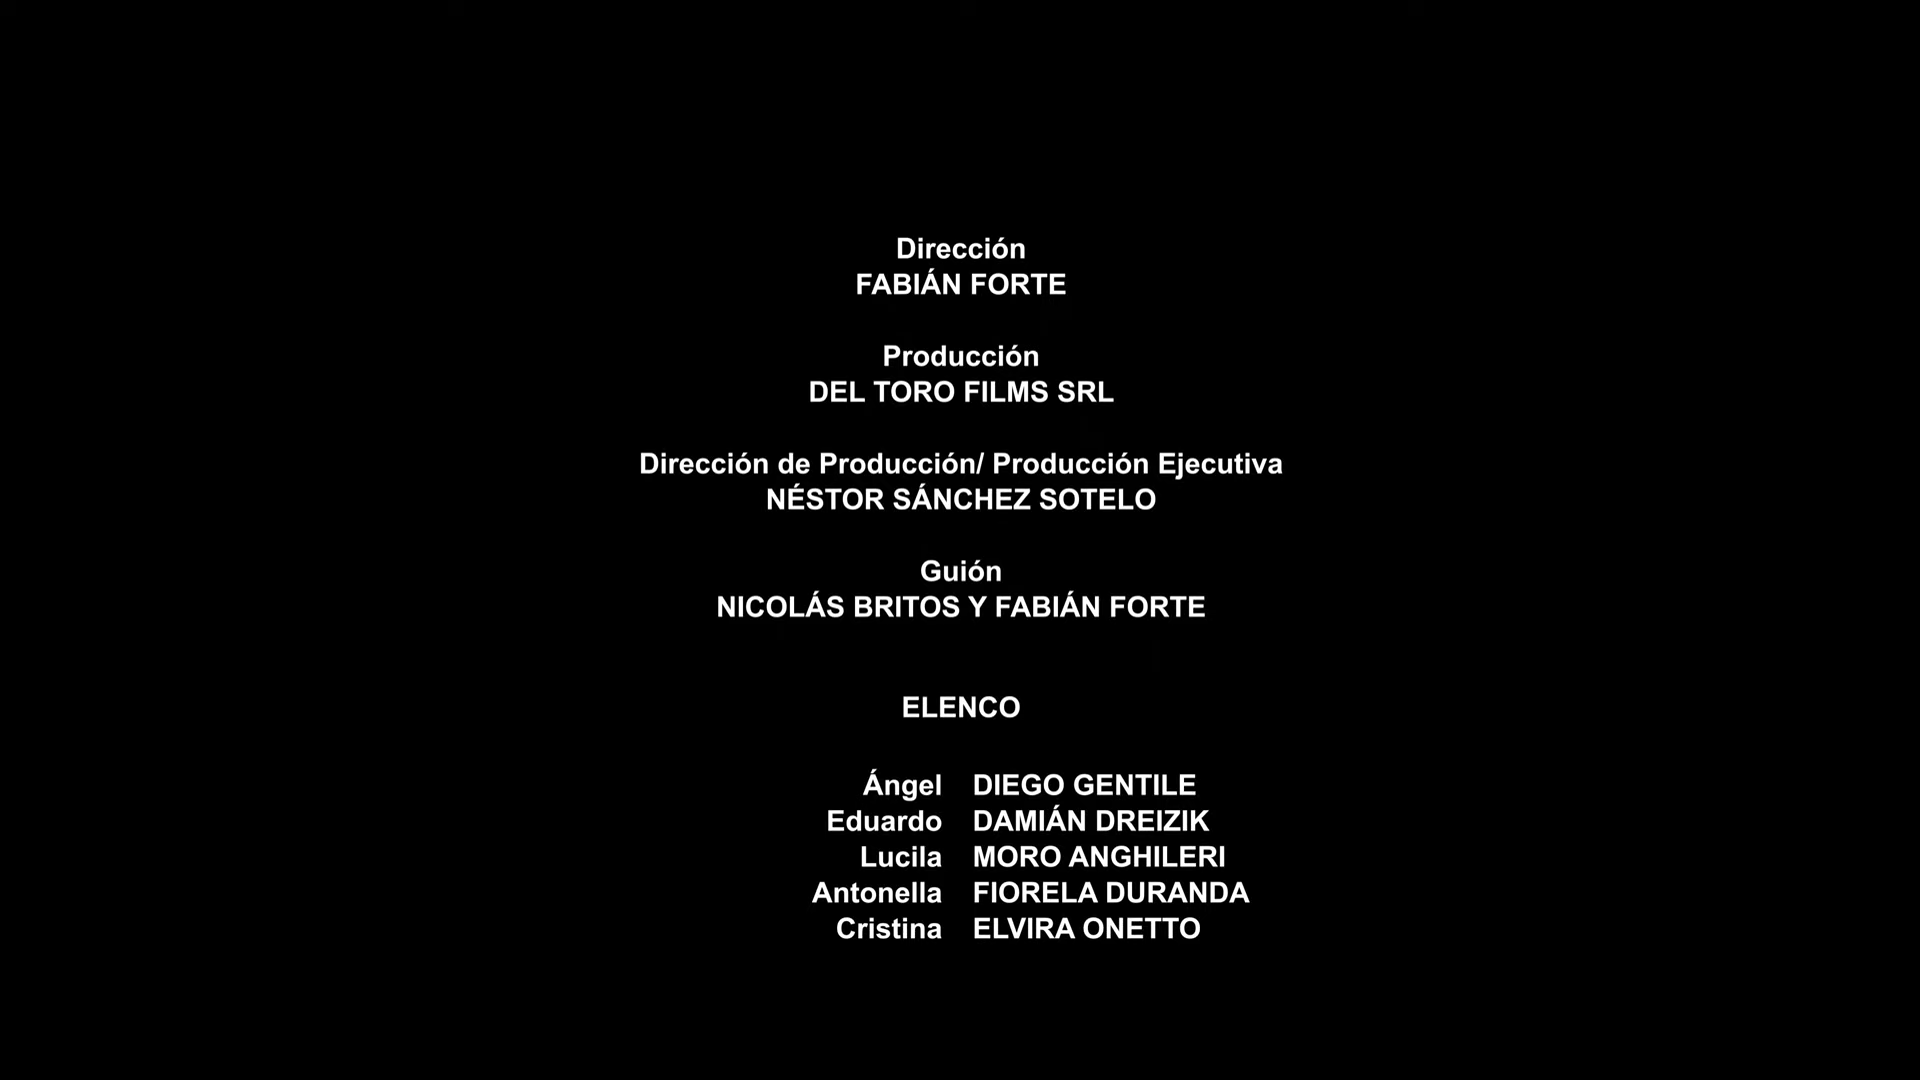 Dirección
FABIÁN FORTE
Producción
DEL TORO FILMS SRL
Dirección de Producción/ Producción Ejecutiva
NÉSTOR SÁNCHEZ SOTELO
Guión
NICOLÁS BRITOS Y FABIÁN FORTE
ELENCO
Ángel DIEGO GENTILE
Eduardo DAMIÁN DREIZIK
Lucila MORO ANGHILERI
Antonella FIORELA DURANDA
Cristina ELVIRA ONETTO